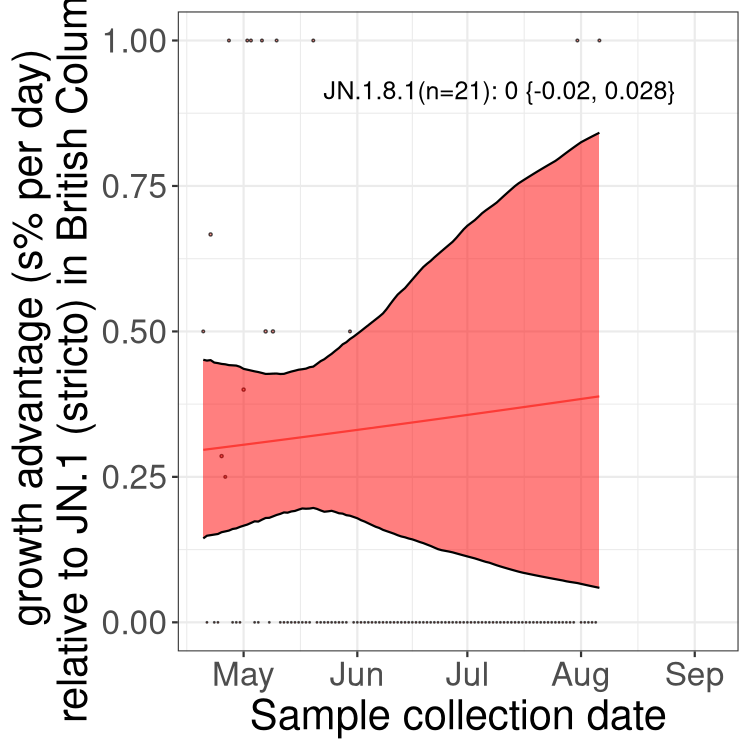 growth advantage (s% per day)
relative to JN.1 (stricto) in British Colum
1.00
0.75
0.50
0.25
0.00
JN.1.8.1(n=21): 0 {-0.02, 0.028}
May Jun Jul Aug Sep
Sample collection date